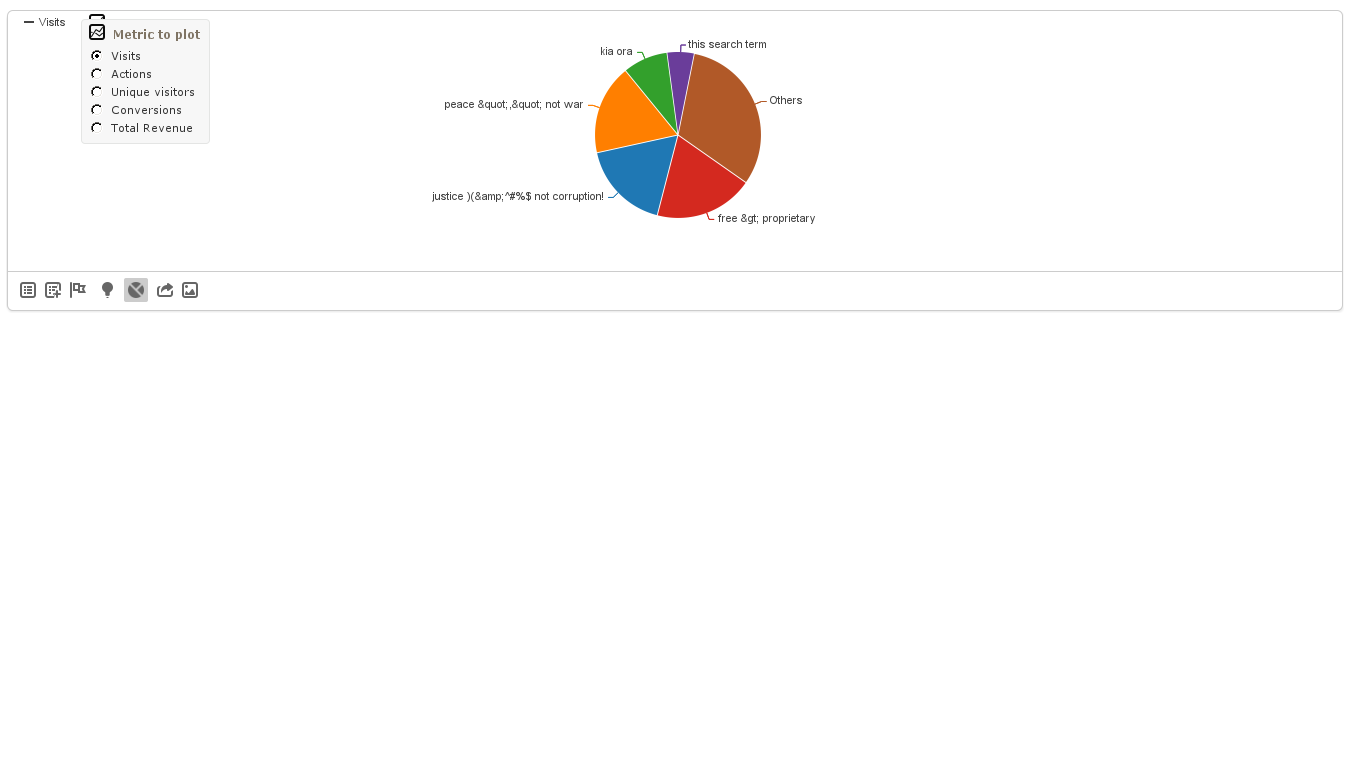 Visits
Metric to plot
Visits
Actions
Unique visitors
Conversions
Total Revenue
this search term
kia ora
Others
peace &quot;,&quot; not war
justice )(&amp;^#%$ not corruption!
free &gt; proprietary